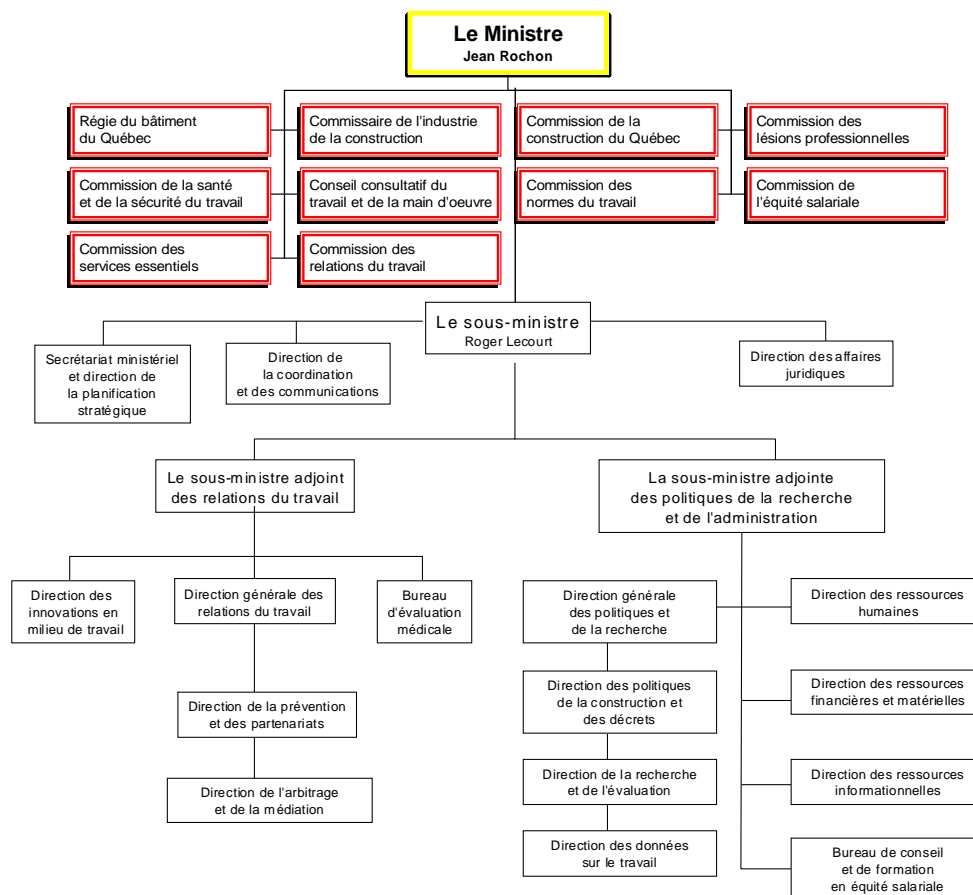 Le Ministre
Jean Rochon
Régie du bâtiment
du Québec
Commissaire de l'industrie
de la construction
Commission de la
construction du Québec
Commission des
lésions professionnelles
Commission de la santé
et de la sécurité du travail
Conseil consultatif du
travail et de la main d'oeuvre
Commission des
normes du travail
Commission de
l'équité salariale
Commission des
services essentiels
Commission des
relations du travail
Le sous-ministre
Roger Lecourt
Secrétariat ministériel
et direction de
la planification
stratégique
Direction de
la coordination
et des communications
Direction des affaires
juridiques
Le sous-ministre adjoint
des relations du travail
La sous-ministre adjointe
des politiques de la recherche
et de l'administration
Direction des
innovations en
milieu de travail
Direction générale des
relations du travail
Bureau
d'évaluation
médicale
Direction générale
des politiques et
de la recherche
Direction des ressources
humaines
Direction de la prévention
et des partenariats
Direction des politiques
de la construction et
des décrets
Direction des ressources
financières et matérielles
Direction de l'arbitrage
et de la médiation
Direction de la recherche
et de l'évaluation
Direction des ressources
informationnelles
Direction des données
sur le travail
Bureau de conseil
et de formation
en équité salariale